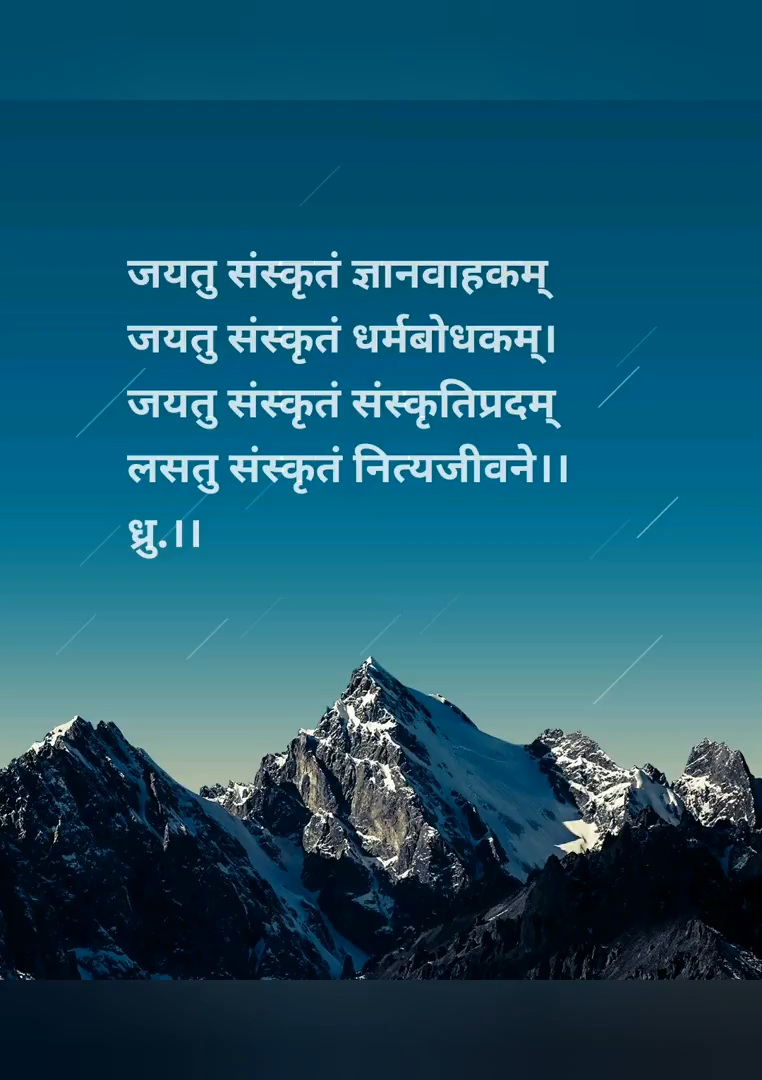 जयतु संस्कृतं ज्ञानवाहकम्
जयतु संस्कृतं धर्मबोधकम्।
जयतु संस्कृतं संस्कृतिप्रदम्
लसतु संस्कृतं नित्यजीवने।।
ध्रु.।।